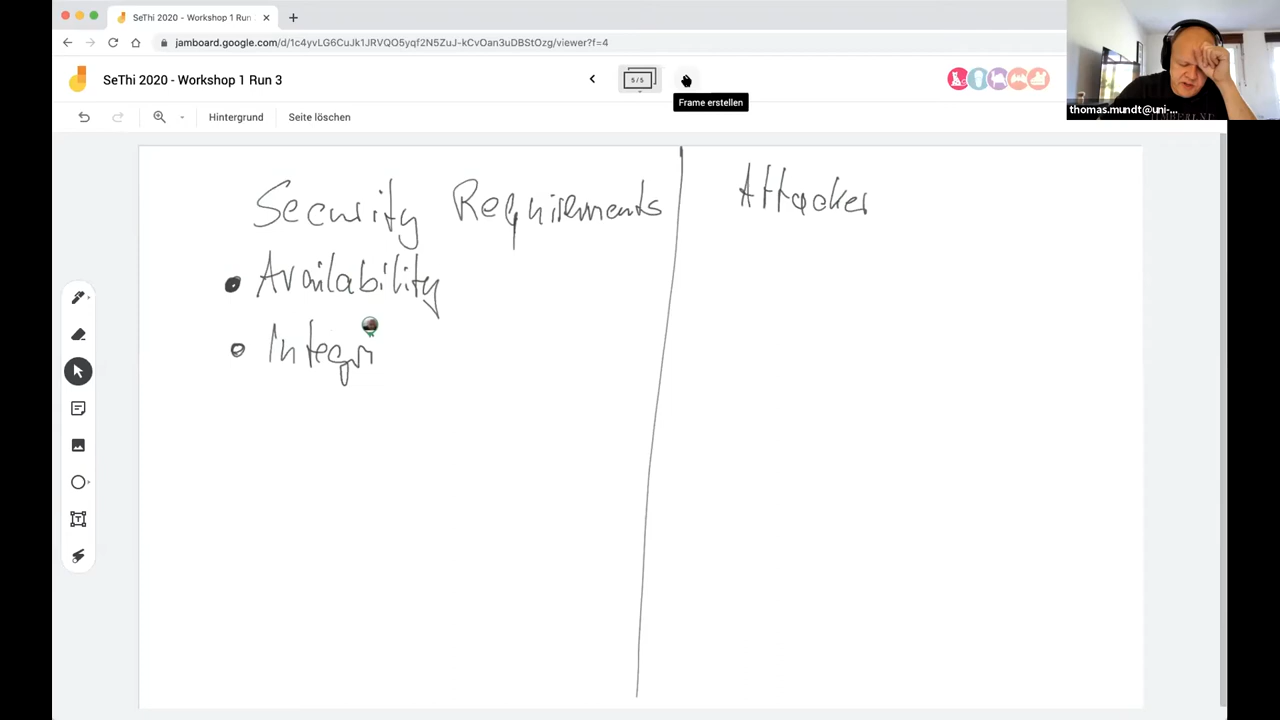 SeThi 2020 - Workshop 1 Run
jamboard.google.com/d/1c4yvLG6CuJk1JRVQO5yqf2N5ZuJ-kCvOan3uDBStOzg/viewer?f=4
SeThi 2020 - Workshop 1 Run 3
5 / 5
Frame erstellen
thomas.mundt@uni-...
Hintergrund
Seite löschen
Security Requirements
Attacker
• Availability
• Integri